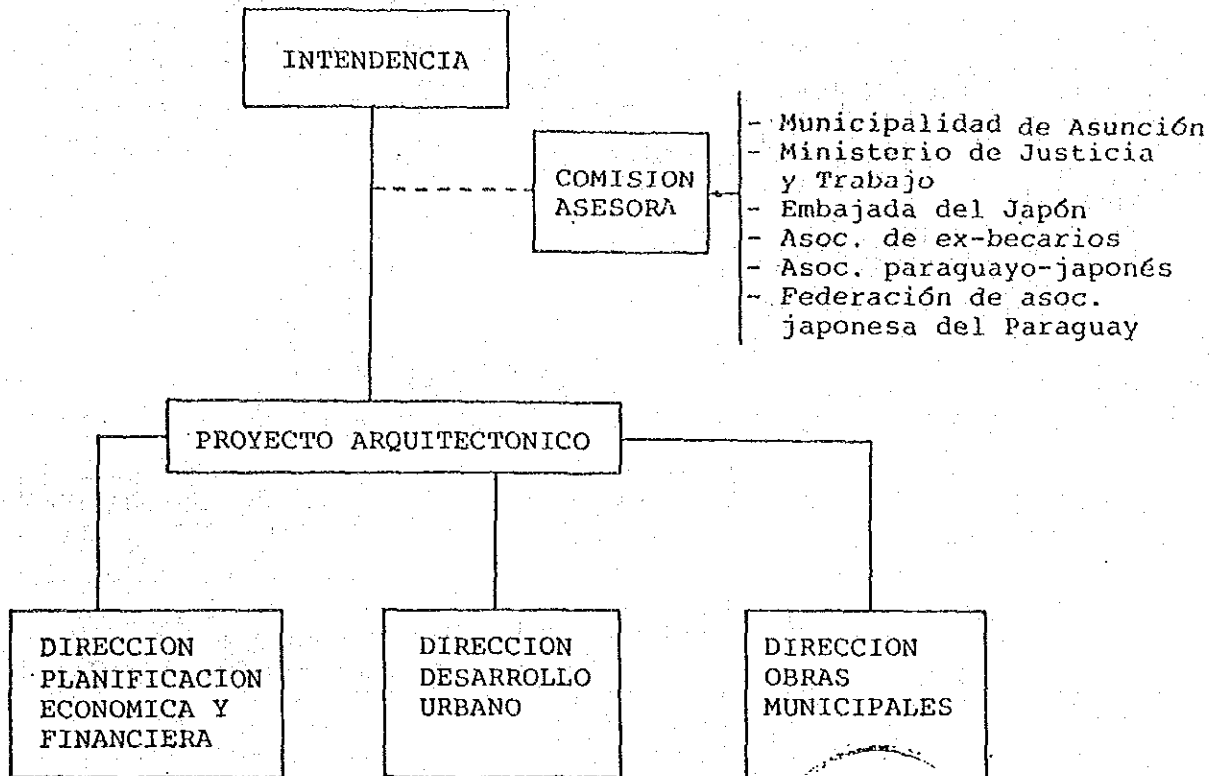 INTENDENCIA
COMISION
ASESORA
- Municipalidad de Asunción
- Ministerio de Justicia
y Trabajo
- Embajada del Japón
- Asoc. de ex-becarios
- Asoc. paraguayo-japonés
- Federación de asoc.
japonesa del Paraguay
PROYECTO ARQUITECTONICO
DIRECCION
PLANIFICACION
ECONOMICA Y
FINANCIERA
DIRECCION
DESARROLLO
URBANO
DIRECCION
OBRAS
MUNICIPALES